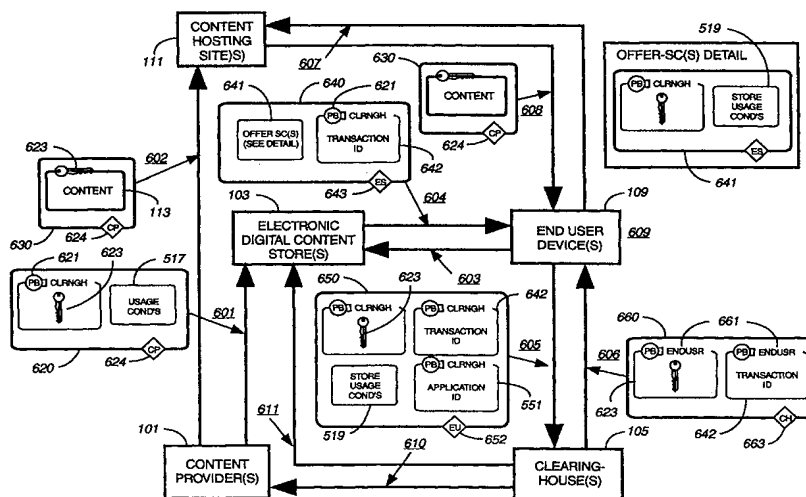 CONTENT
HOSTING
SITE(S)
111
607
630
CONTENT
608
CP
624
519
OFFER-SC(S) DETAIL
PB CLRNGH
STORE
USAGE
COND'S
ES
641
641
640
621
PB CLRNGH
OFFER SC(S)
(SEE DETAIL)
TRANSACTION
ID
642
ES
643
604
623
602
CONTENT
113
CP
630
624
103
ELECTRONIC
DIGITAL CONTENT
STORE(S)
603
109
END USER
DEVICE(S)
609
621
623
517
PB CLRNGH
USAGE
COND'S
601
CP
620
624
650
623
642
PB CLRNGH
PB CLRNGH
TRANSACTION
ID
605
STORE
USAGE
COND'S
PB CLRNGH
APPLICATION
ID
519
551
EU
652
660
661
606
PB ENDUSR
PB ENDUSR
TRANSACTION
ID
623
642
CH
663
611
101
CONTENT
PROVIDER(S)
610
105
CLEARING-
HOUSE(S)